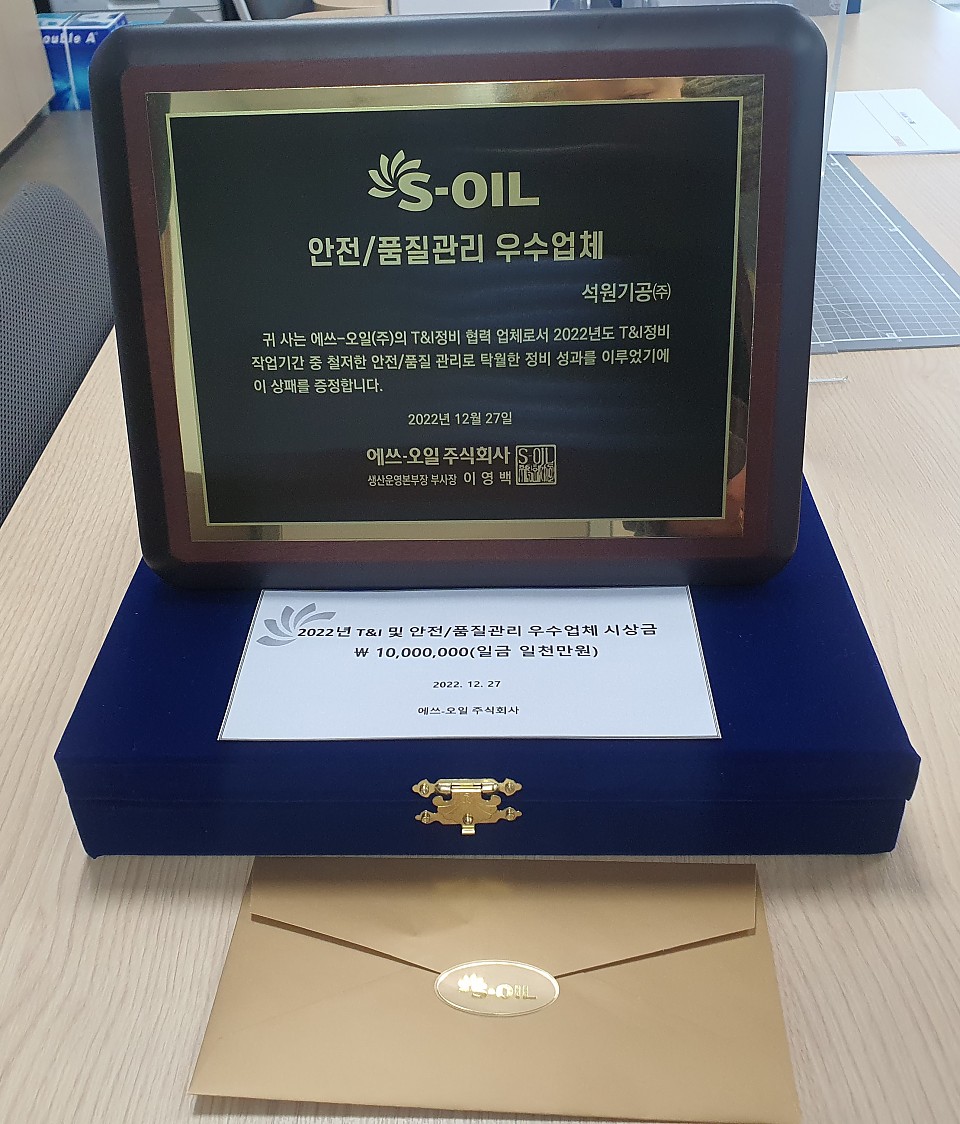 Double A
S-OIL
안전/품질관리 우수업체
석원기공㈜
귀 사는 에쓰-오일(주)의 T&I정비 협력 업체로서 2022년도 T&I정비
작업기간 중 철저한 안전/품질 관리로 탁월한 정비 성과를 이루었기에
이 상패를 증정합니다.
2022년 12월 27일
에쓰-오일 주식회사
생산운영본부장 부사장 이 영 백
S-OIL
2022년 T&I 및 안전/품질관리 우수업체 시상금
₩ 10,000,000(일금 일천만원)
2022. 12. 27
에쓰-오일 주식회사
S-OIL